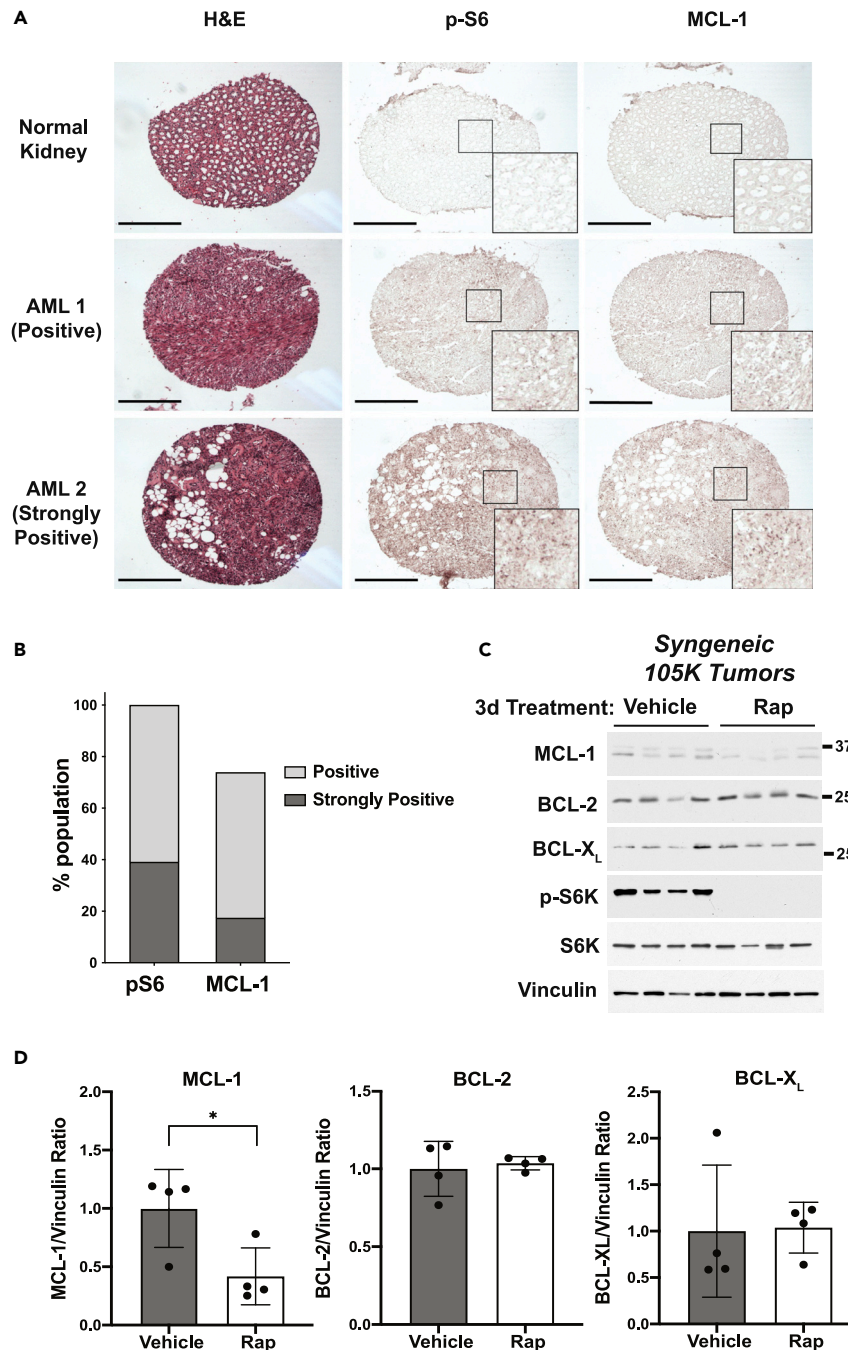 A
H&E
p-S6
MCL-1
Normal
Kidney
AML 1
(Positive)
AML 2
(Strongly
Positive)
B
% population
100
80
60
40
20
0
pS6
MCL-1
Positive
Strongly Positive
C
Syngeneic
105K Tumors
3d Treatment:
Vehicle
Rap
MCL-1
37
BCL-2
25
BCL-XL
25
p-S6K
S6K
Vinculin
D
MCL-1
MCL-1/Vinculin Ratio
2.0
1.5
1.0
0.5
0.0
*
Vehicle
Rap
BCL-2
BCL-2/Vinculin Ratio
1.5
1.0
0.5
0.0
Vehicle
Rap
BCL-XL
BCL-XL/Vinculin Ratio
2.5
2.0
1.5
1.0
0.5
0.0
Vehicle
Rap